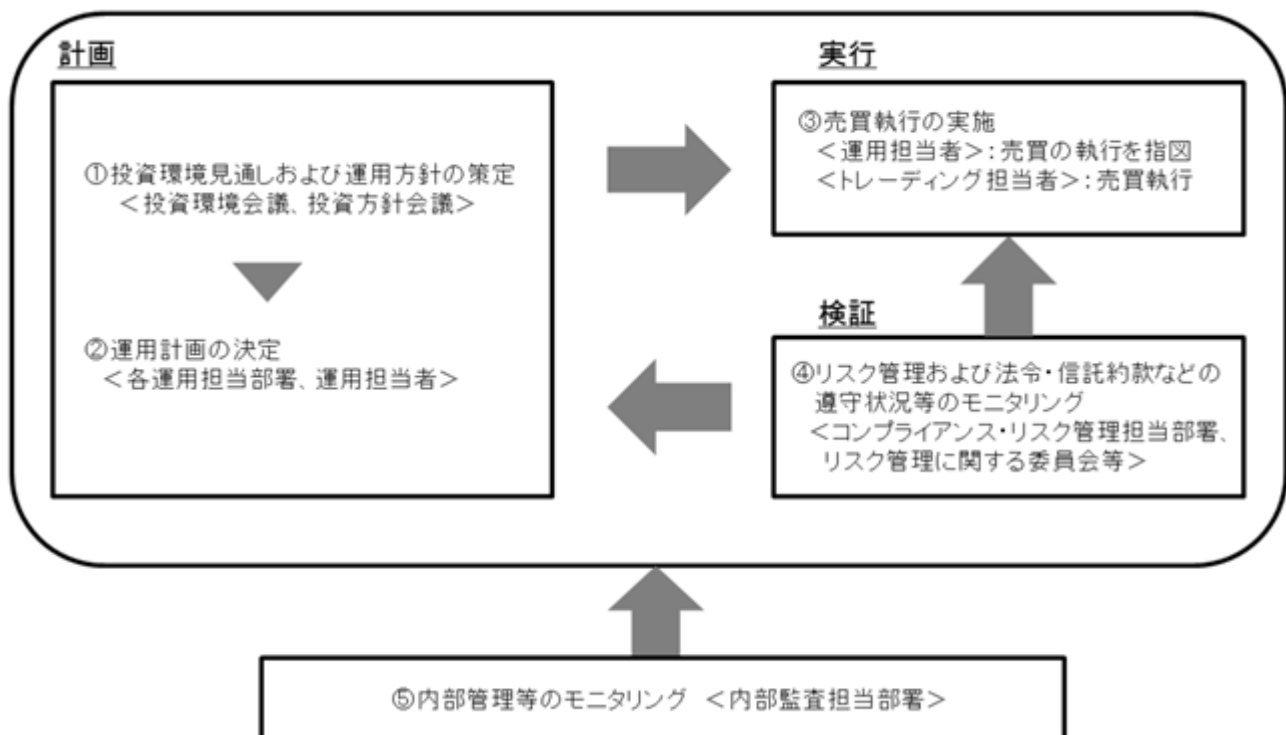 計画
①投資環境見通しおよび運用方針の策定
<投資環境会議、投資方針会議>
②運用計画の決定
<各運用担当部署、運用担当者>
実行
③売買執行の実施
<運用担当者>:売買の執行を指図
<トレーディング担当者>:売買執行
検証
④リスク管理および法令・信託約款などの
遵守状況等のモニタリング
<コンプライアンス・リスク管理担当部署、
リスク管理に関する委員会等>
⑤内部管理等のモニタリング <内部監査担当部署>